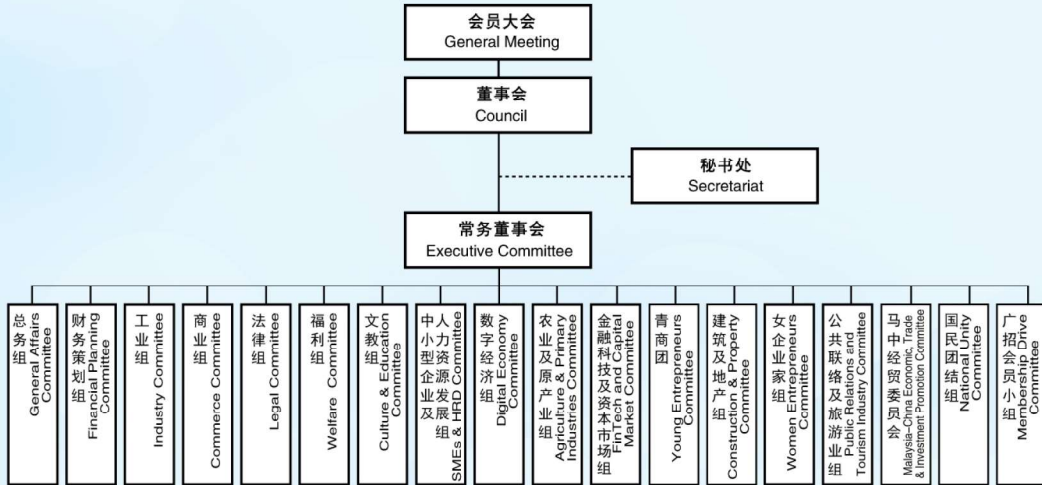 会员大会
General Meeting
董事会
Council
秘书处
Secretariat
常务董事会
Executive Committee
总务组
General Affairs
Committee
财务策划组
Financial Planning
Committee
工业组
Industry Committee
商业组
Commerce Committee
法律组
Legal Committee
福利组
Welfare Committee
文教组
Culture & Education
Committee
中小型企业及
人力资源发展组
SMEs & HRD Committee
数字经济组
Digital Economy
Committee
农业及原产业组
Agriculture & Primary
Industries Committee
金融科技及资本市场组
FinTech and Capital
Market Committee
青商团
Young Entrepreneurs
Committee
建筑及地产组
Construction & Property
Committee
女企业家组
Women Entrepreneurs
Committee
公共联络及旅游业组
Public Relations and
Tourism Industry Committee
马中经贸委员会
Malaysia-China Economic, Trade
& Investment Promotion Committee
国民团结组
National Unity
Committee
广招会员小组
Membership Drive
Committee